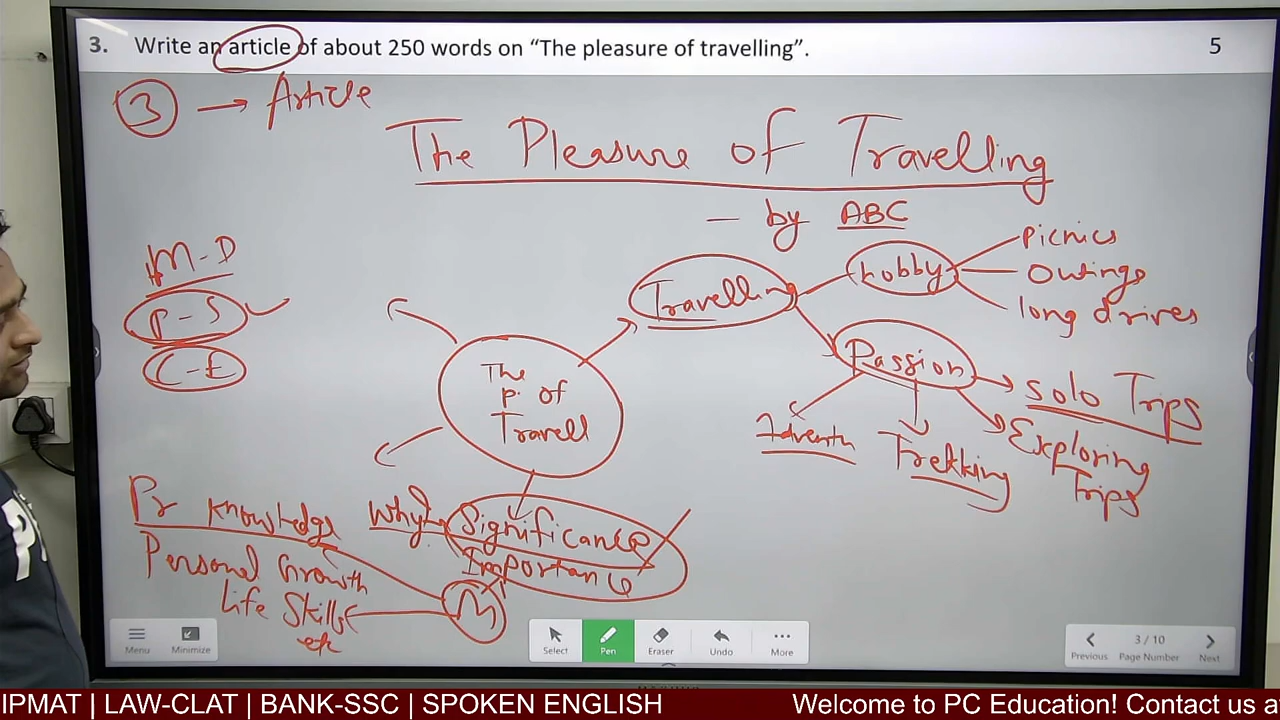 3. Write an article of about 250 words on “The pleasure of travelling”. 5
3 → Article
The Pleasure of Travelling
— by ABC
M-D
P-S
C-E
The
p. of
Travell
Travelling
hobby
Picnics
Outings
long drives
Passion
Solo Trips
Adventu
Trekking
Exploring
Trips
Why?
Significance
Importance
M
Pr Knowledge
Personal Growth
Life Skills
etc
Menu
Minimize
Select
Pen
Eraser
Undo
More
3 / 10
Previous Page Number Next
IPMAT | LAW-CLAT | BANK-SSC | SPOKEN ENGLISH Welcome to PC Education! Contact us a